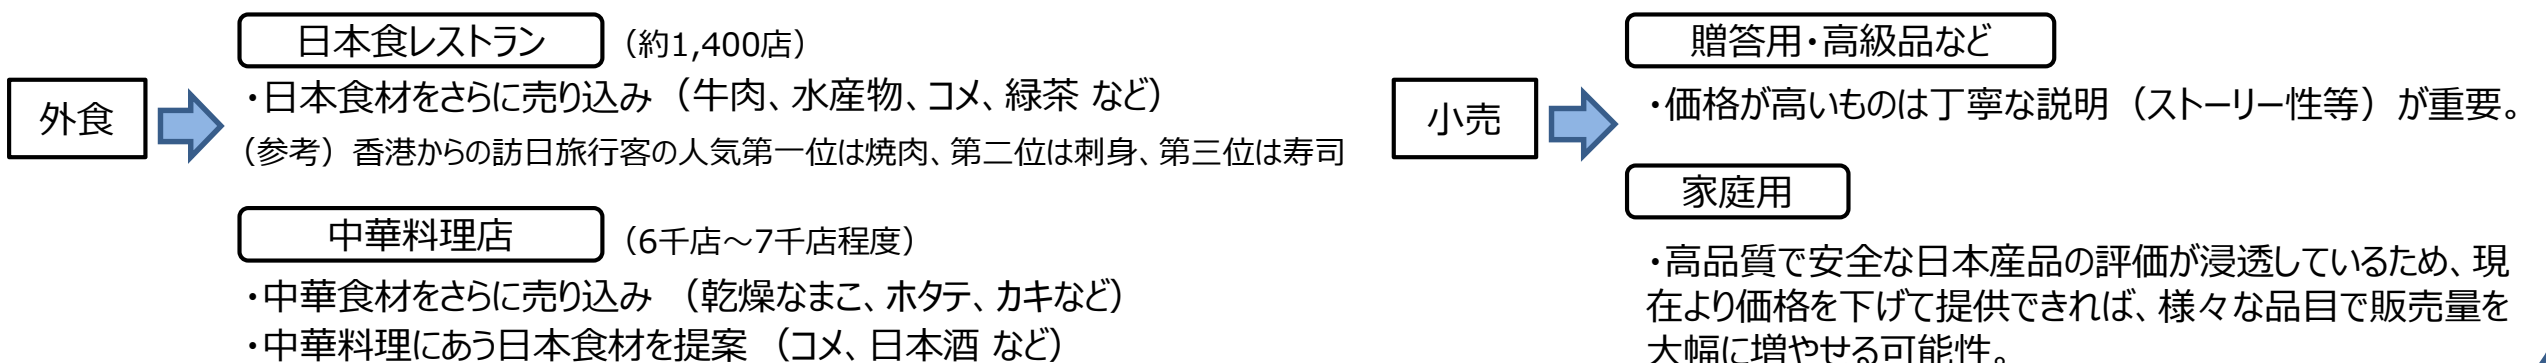 外食
日本食レストラン （約1,400店）
・日本食材をさらに売り込み （牛肉、水産物、コメ、緑茶 など）
（参考）香港からの訪日旅行客の人気第一位は焼肉、第二位は刺身、第三位は寿司
中華料理店 （6千店～7千店程度）
・中華食材をさらに売り込み （乾燥なまこ、ホタテ、カキなど）
・中華料理にあう日本食材を提案 （コメ、日本酒 など）
小売
贈答用・高級品など
・価格が高いものは丁寧な説明（ストーリー性等）が重要。
家庭用
・高品質で安全な日本産品の評価が浸透しているため、現
在より価格を下げて提供できれば、様々な品目で販売量を
大幅に増やせる可能性。